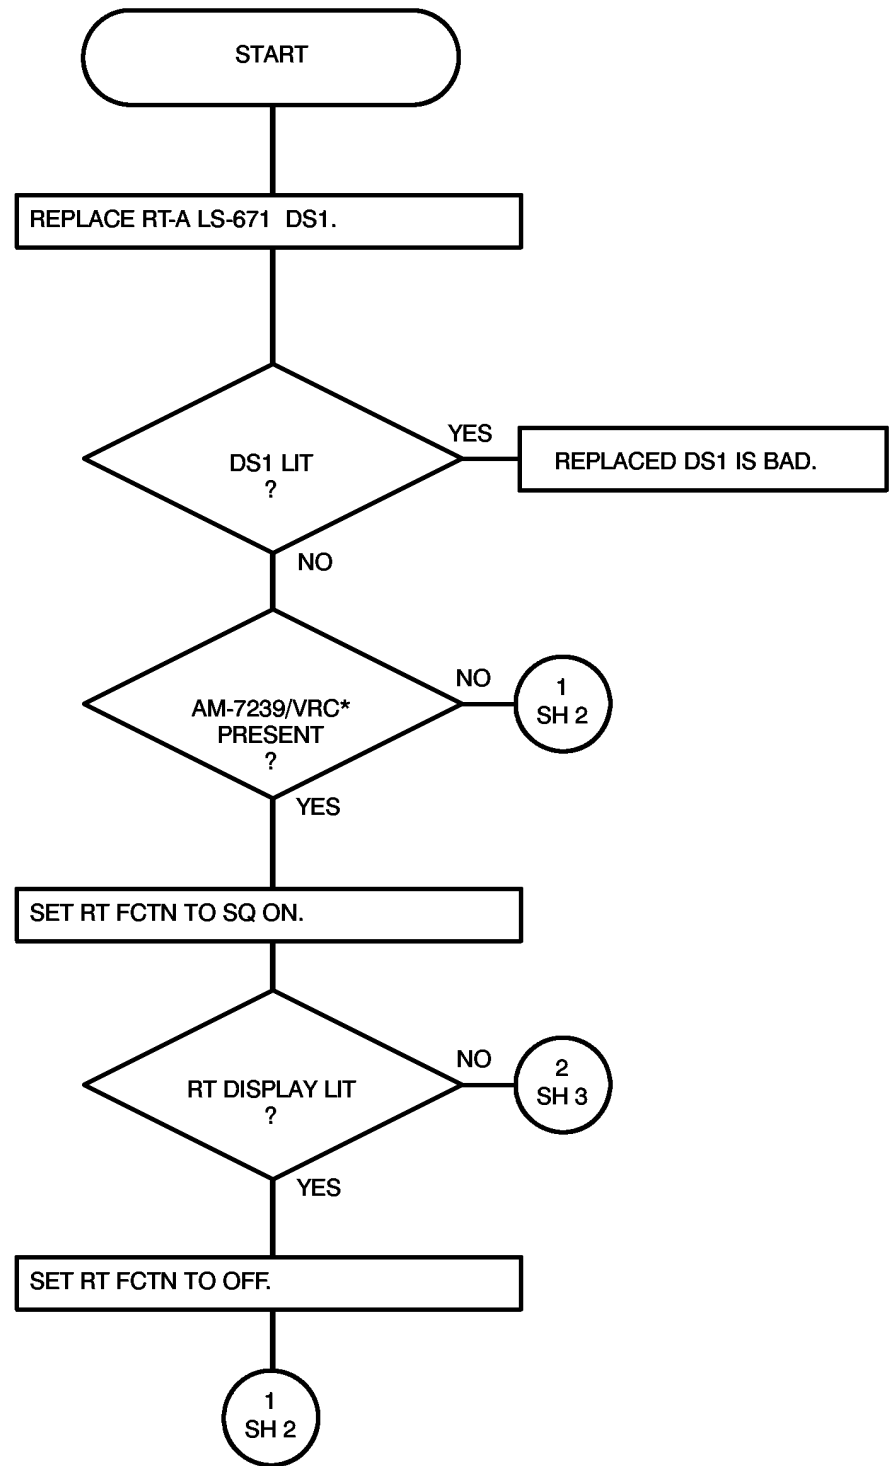 START
REPLACE RT-A LS-671 DS1.
DS1 LIT
?
YES
REPLACED DS1 IS BAD.
NO
AM-7239/VRC*
PRESENT
?
NO
1
SH 2
YES
SET RT FCTN TO SQ ON.
RT DISPLAY LIT
?
NO
2
SH 3
YES
SET RT FCTN TO OFF.
1
SH 2